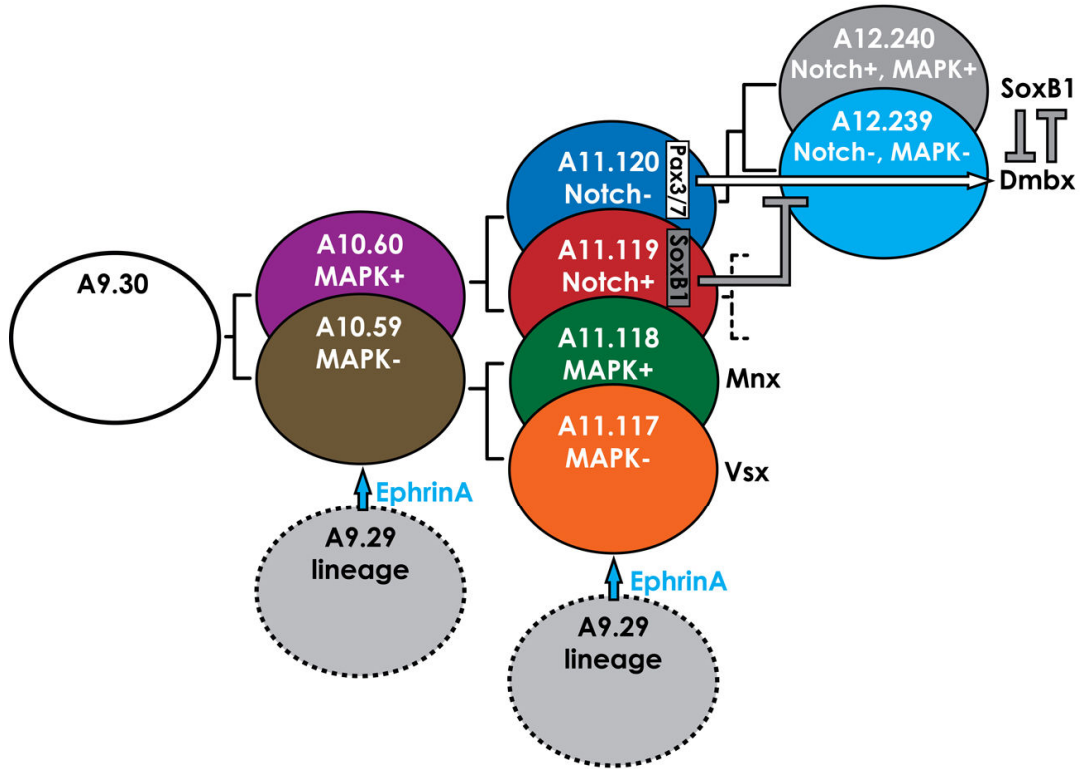 A9.30
A10.60
MAPK+
A10.59
MAPK-
EphrinA
A9.29
lineage
A11.120
Notch-
Pax3/7
A11.119
Notch+
SoxB1
A11.118
MAPK+
Mnx
A11.117
MAPK-
Vsx
EphrinA
A9.29
lineage
A12.240
Notch+, MAPK+
SoxB1
A12.239
Notch-, MAPK-
Dmbx